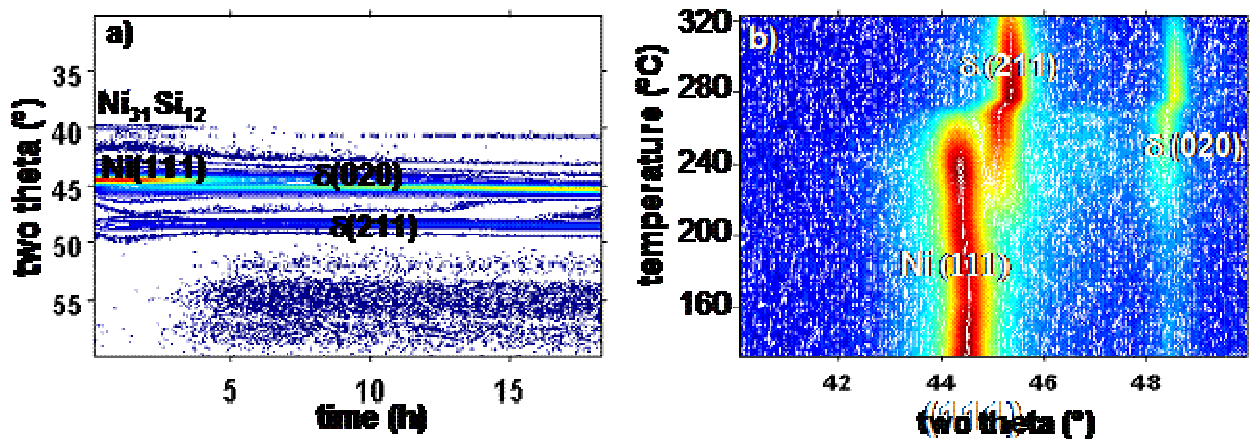 a)
two theta (°)
35
40
45
50
55
Ni31Si12
Ni(111)
δ(020)
δ(211)
5
10
15
time (h)
b)
temperature (°C)
320
280
240
200
160
δ(211)
δ(020)
Ni(111)
42
44
46
48
two theta (°)